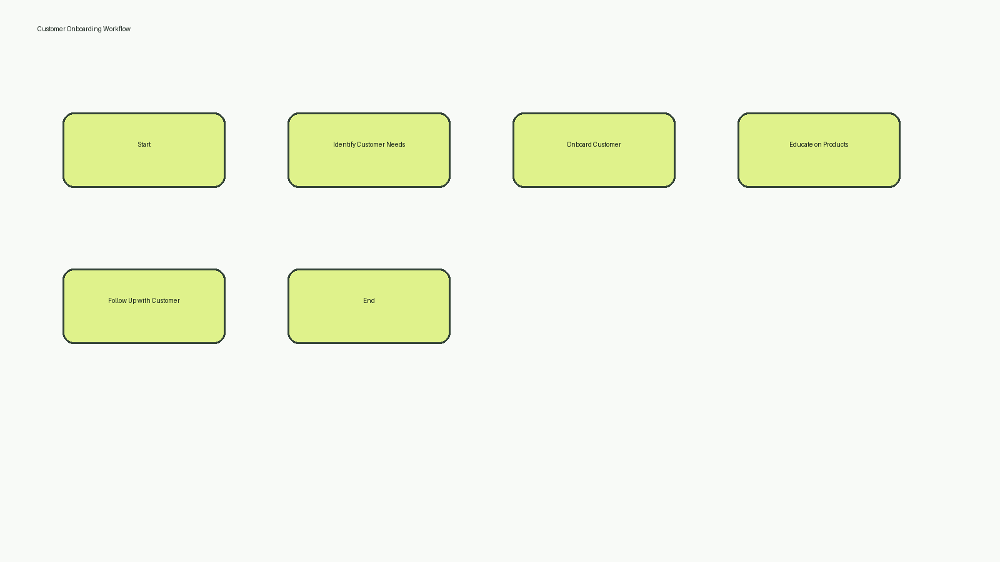 Customer Onboarding Workflow
Start
Identify Customer Needs
Onboard Customer
Educate on Products
Follow Up with Customer
End